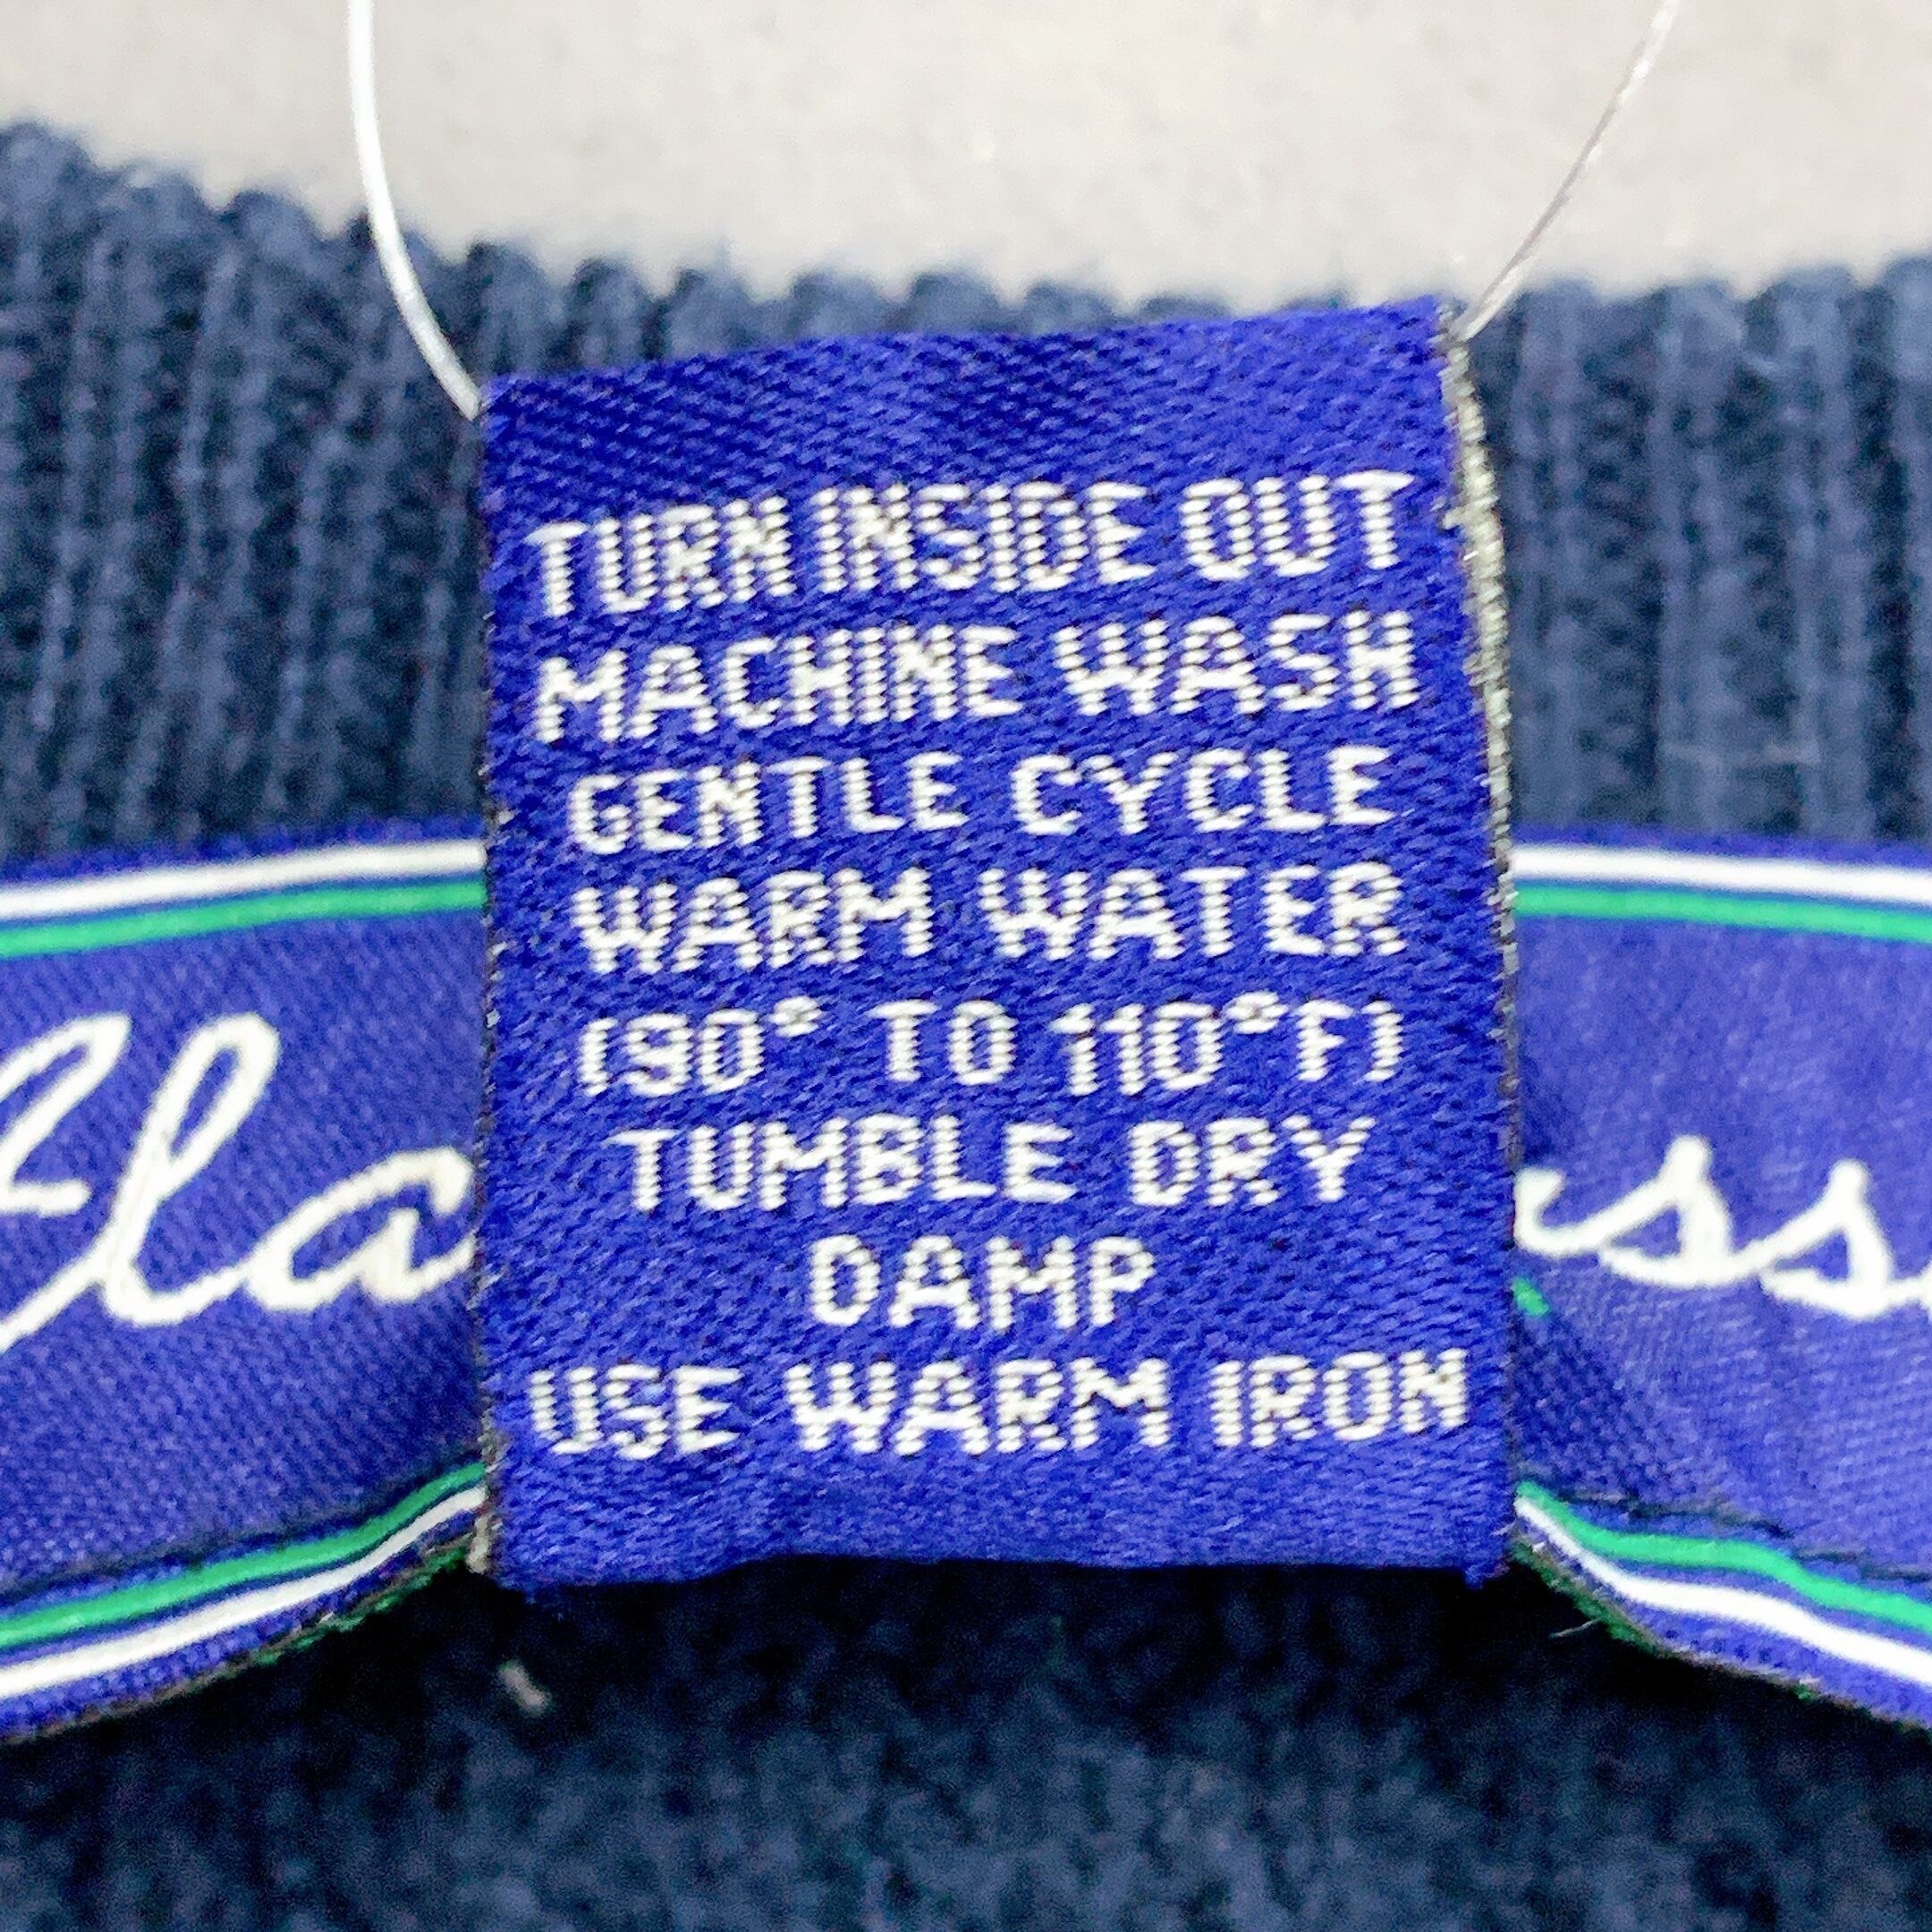 TURN INSIDE OUT
MACHINE WASH
GENTLE CYCLE
WARM WATER
(90° TO 110°F)
TUMBLE DRY
DAMP
USE WARM IRON